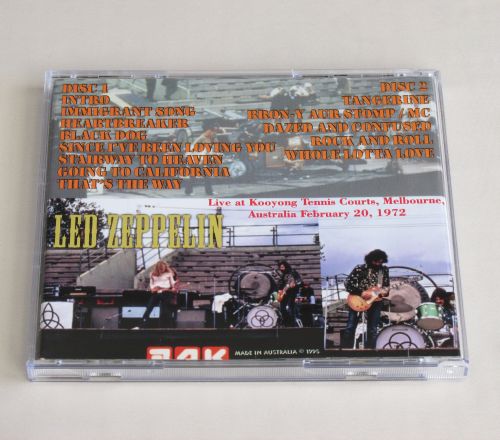 DISC 1
INTRO
IMMIGRANT SONG
HEARTBREAKER
BLACK DOG
SINCE I'VE BEEN LOVING YOU
STAIRWAY TO HEAVEN
GOING TO CALIFORNIA
THAT'S THE WAY
DISC 2
TANGERINE
BRON-Y AUR STOMP / MC
DAZED AND CONFUSED
ROCK AND ROLL
WHOLE LOTTA LOVE
Live at Kooyong Tennis Courts, Melbourne,
Australia February 20, 1972
LED ZEPPELIN
MADE IN AUSTRALIA © 1995